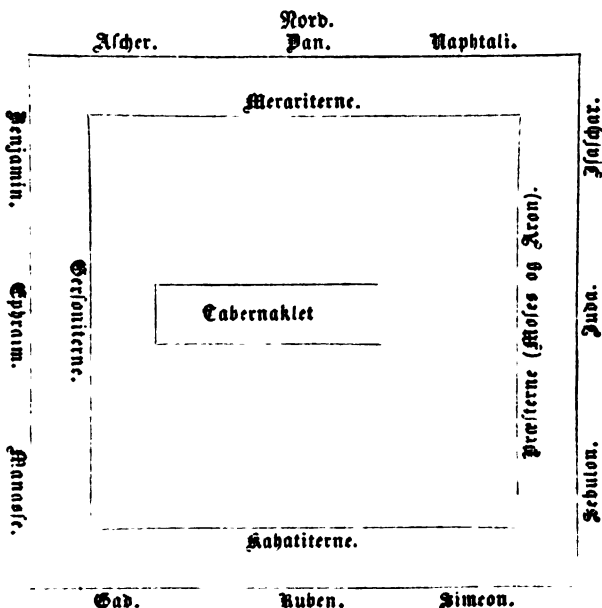 Nord.
Ascher. Dan. Naphtali.
Merariterne.
Benjamin.
Ephraim.
Manasse.
Gersoniterne.
Tabernaklet
Præsterne (Moses og Aron).
Isaschar.
Juda.
Sebulon.
Kahatiterne.
Gad. Ruben. Simeon.